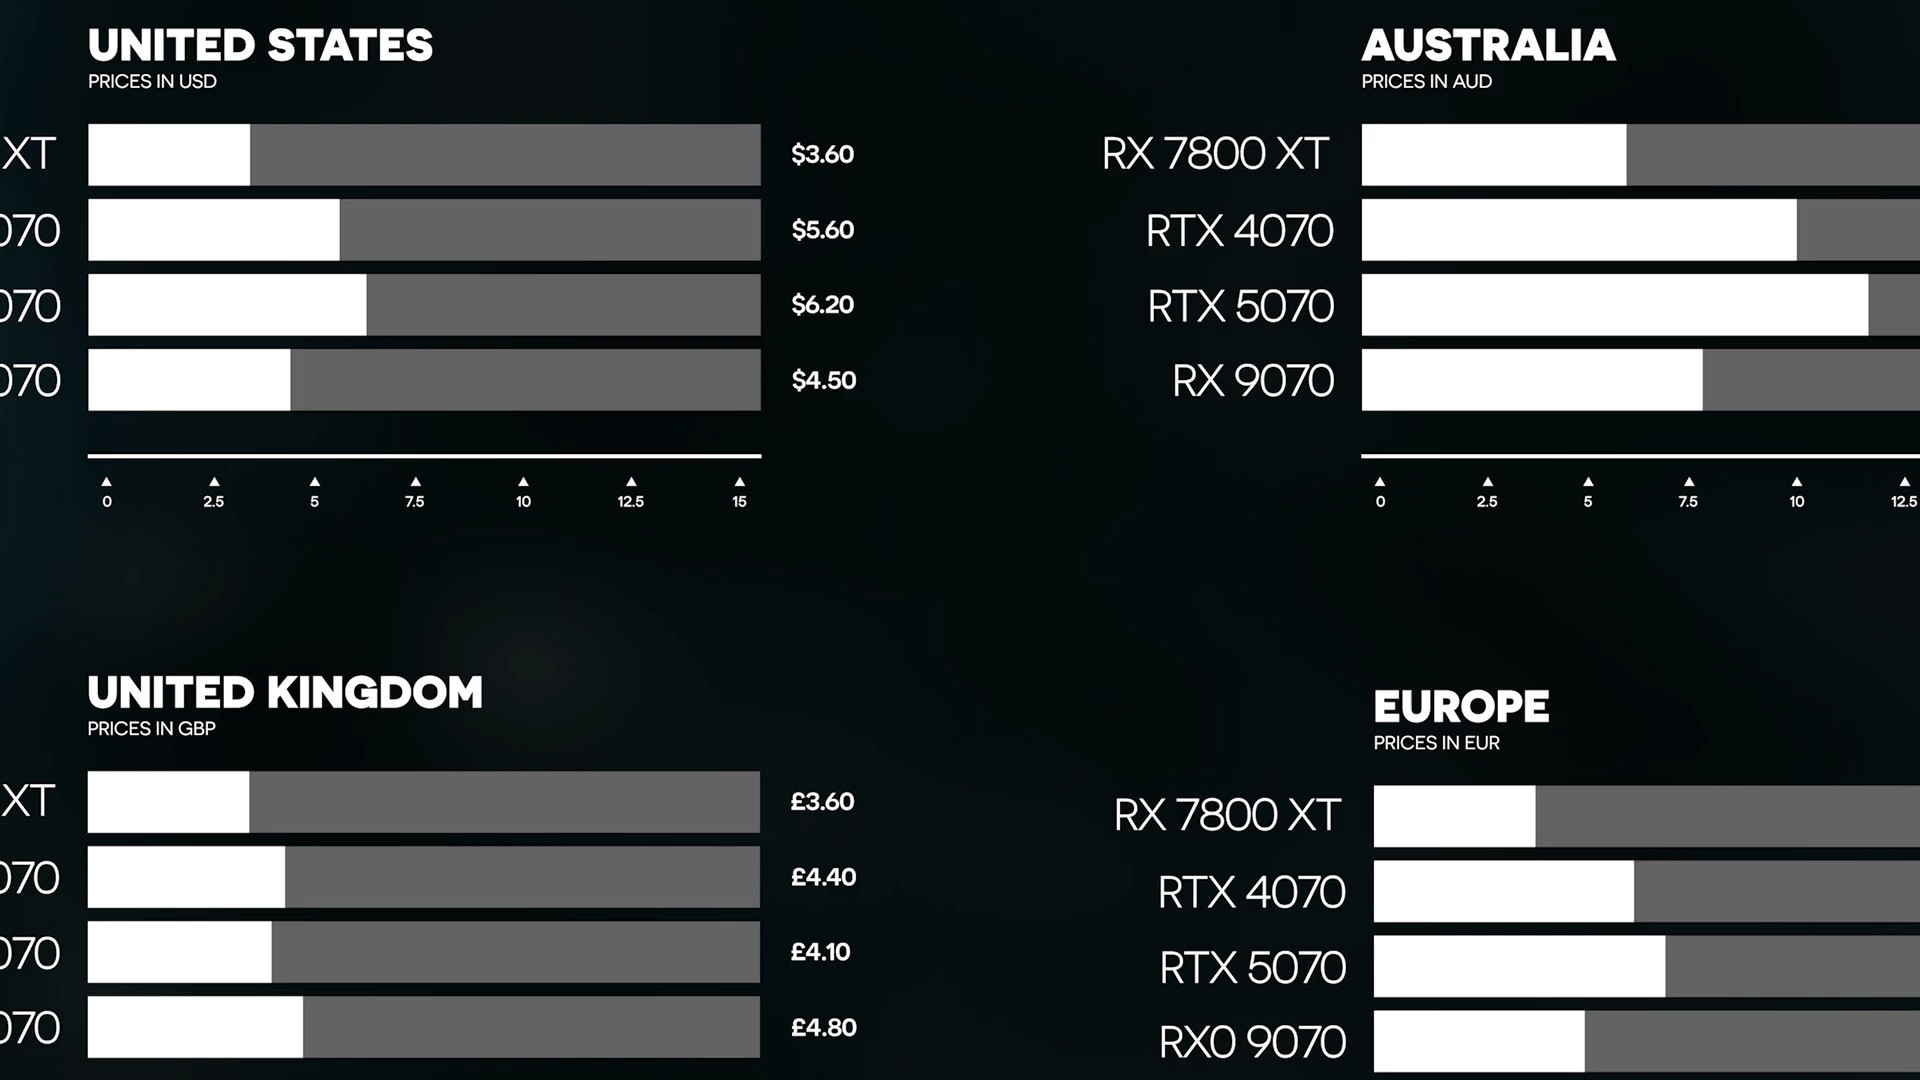 UNITED STATES
PRICES IN USD
XT $3.60
070 $5.60
070 $6.20
070 $4.50
0 2.5 5 7.5 10 12.5 15
AUSTRALIA
PRICES IN AUD
RX 7800 XT
RTX 4070
RTX 5070
RX 9070
0 2.5 5 7.5 10 12.5
UNITED KINGDOM
PRICES IN GBP
XT £3.60
070 £4.40
070 £4.10
070 £4.80
EUROPE
PRICES IN EUR
RX 7800 XT
RTX 4070
RTX 5070
RX0 9070